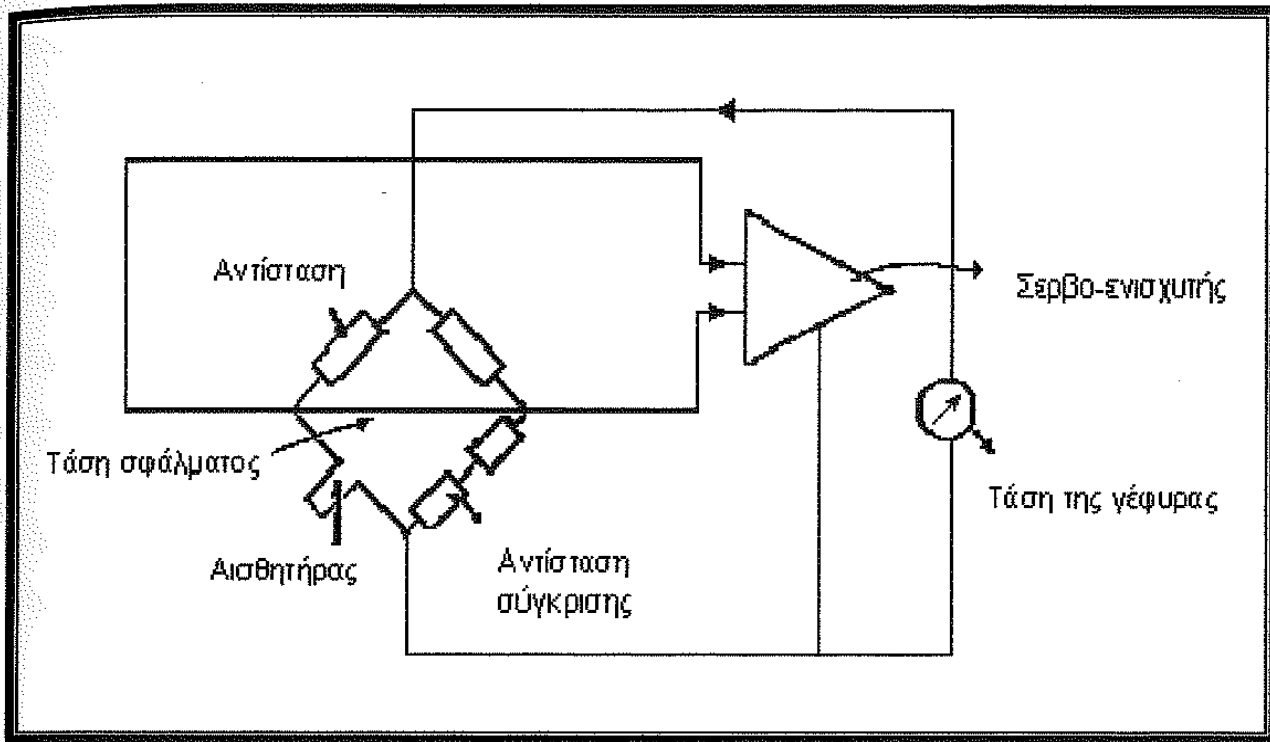 Αντίσταση
Σερβο-ενισχυτής
Τάση σφάλματος
Τάση της γέφυρας
Αισθητήρας
Αντίσταση
σύγκρισης